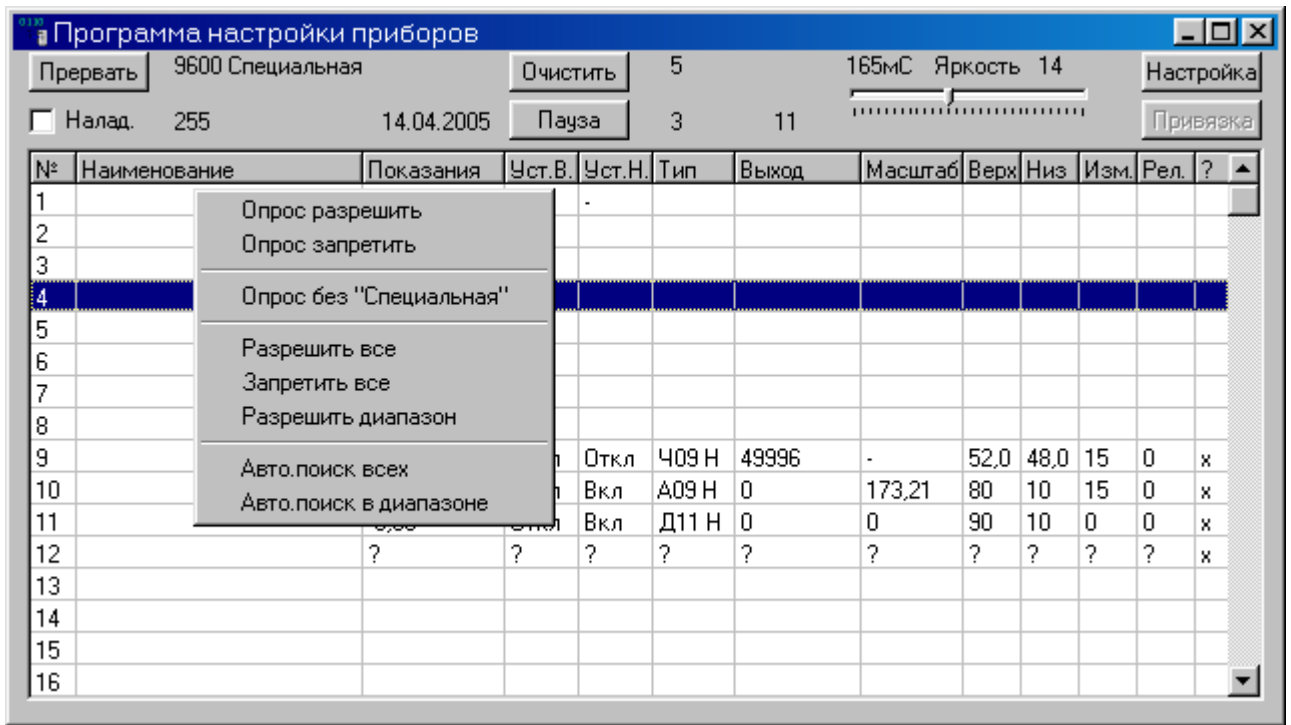 Программа настройки приборов
Прервать 9600 Специальная Очистить 5 165мС Яркость 14 Настройка
Налад. 255 14.04.2005 Пауза 3 11 Привязка
№ Наименование Показания Уст.В. Уст.Н. Тип Выход Масштаб Верх Низ Изм. Рел. ?
1 -
2
3
4
5
6
7
8
9 Откл Ч09 Н 49996 - 52,0 48,0 15 0 x
10 Вкл А09 Н 0 173,21 80 10 15 0 x
11 Вкл Д11 Н 0 0 90 10 0 0 x
12 ? ? ? ? ? ? ? ? ? ? x
13
14
15
16
Опрос разрешить
Опрос запретить
Опрос без "Специальная"
Разрешить все
Запретить все
Разрешить диапазон
Авто.поиск всех
Авто.поиск в диапазоне